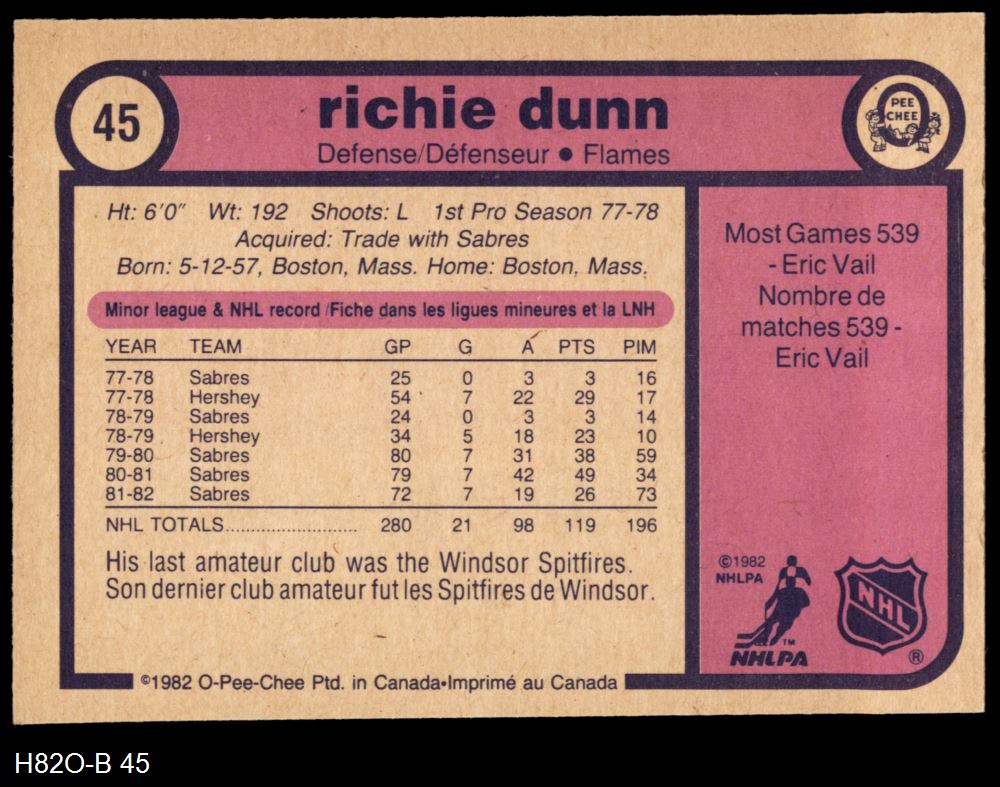 45
richie dunn
Defense/Défenseur ● Flames
PEE
CHEE
Ht: 6'0" Wt: 192 Shoots: L 1st Pro Season 77-78
Acquired: Trade with Sabres
Born: 5-12-57, Boston, Mass. Home: Boston, Mass.
Minor league & NHL record/Fiche dans les ligues mineures et la LNH
YEAR TEAM GP G A PTS PIM
77-78 Sabres 25 0 3 3 16
77-78 Hershey 54 7 22 29 17
78-79 Sabres 24 0 3 3 14
78-79 Hershey 34 5 18 23 10
79-80 Sabres 80 7 31 38 59
80-81 Sabres 79 7 42 49 34
81-82 Sabres 72 7 19 26 73
NHL TOTALS.......................... 280 21 98 119 196
His last amateur club was the Windsor Spitfires.
Son dernier club amateur fut les Spitfires de Windsor.
Most Games 539
- Eric Vail
Nombre de
matches 539 -
Eric Vail
©1982
NHLPA
TM
NHLPA
NHL
®
©1982 O-Pee-Chee Ptd. in Canada•Imprimé au Canada
H82O-B 45